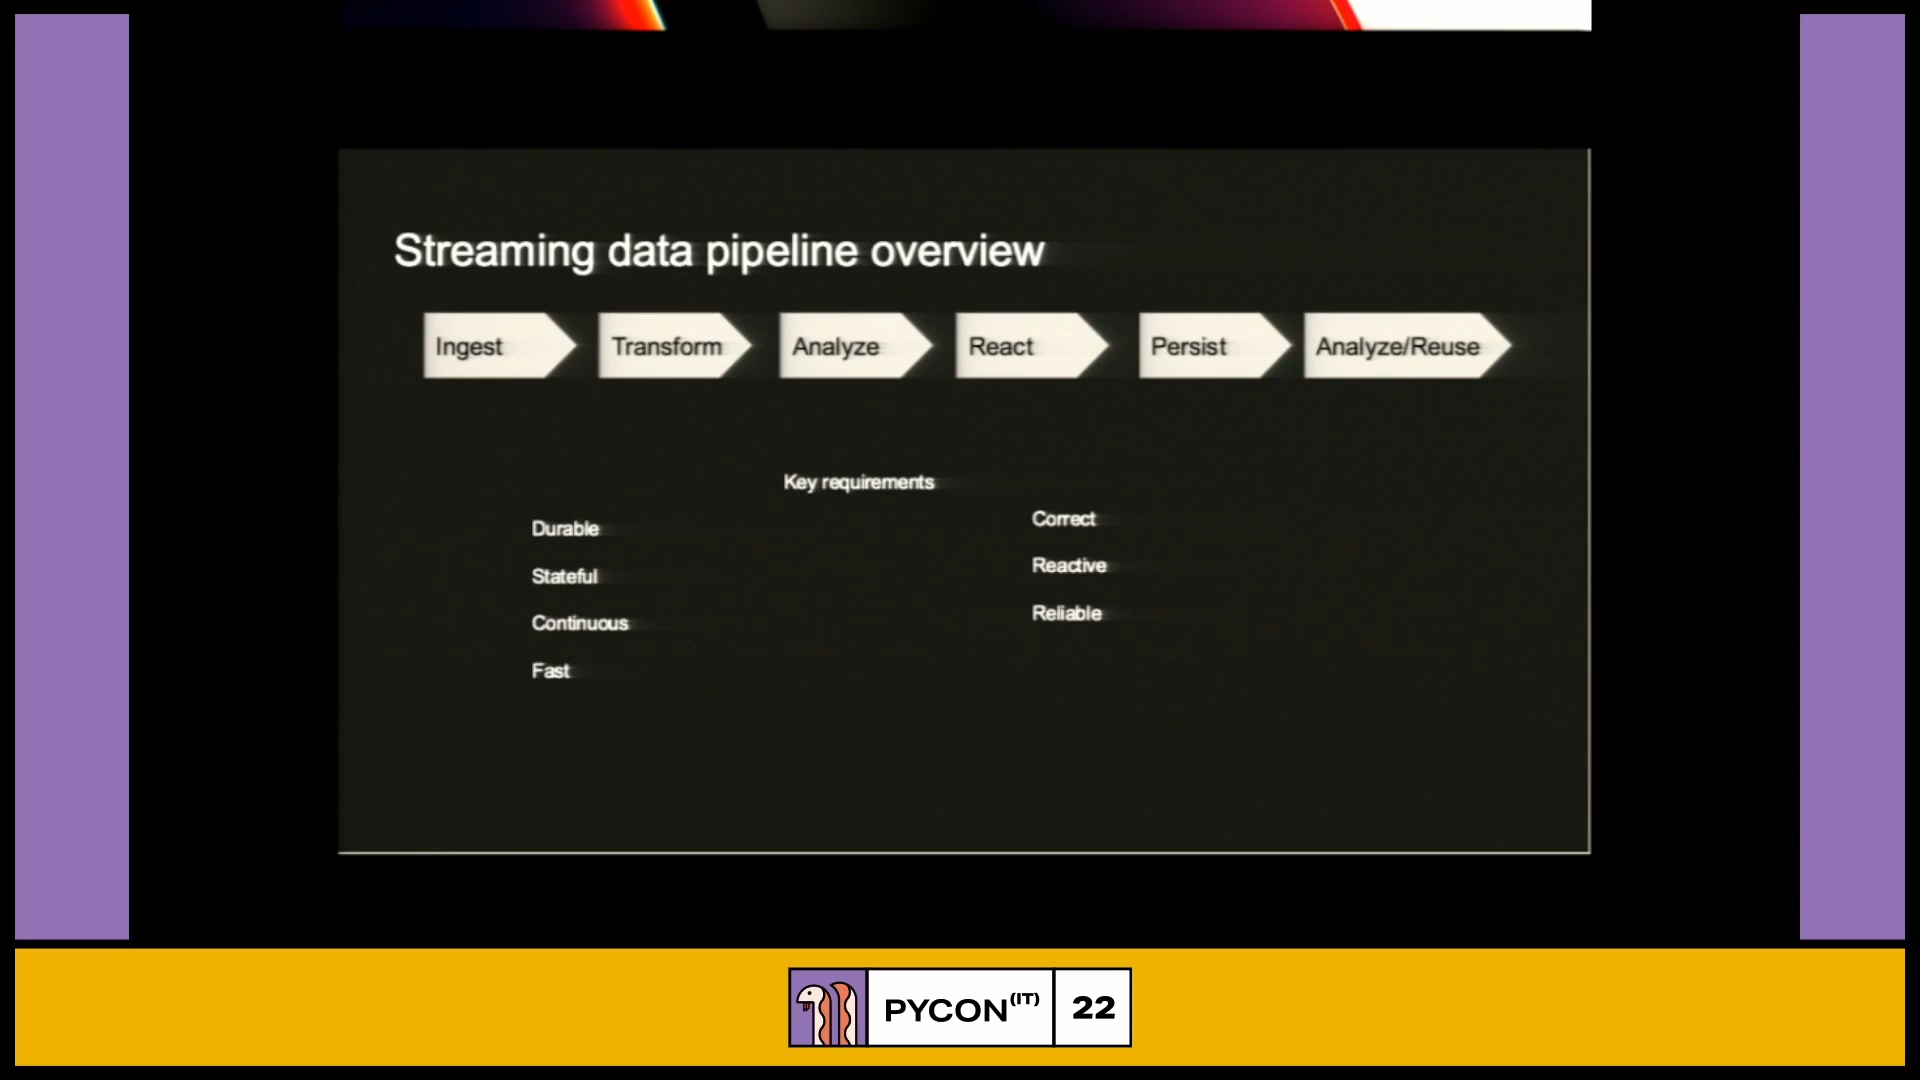 Streaming data pipeline overview
Ingest
Transform
Analyze
React
Persist
Analyze/Reuse
Key requirements
Durable
Stateful
Continuous
Fast
Correct
Reactive
Reliable
PYCON(IT) 22